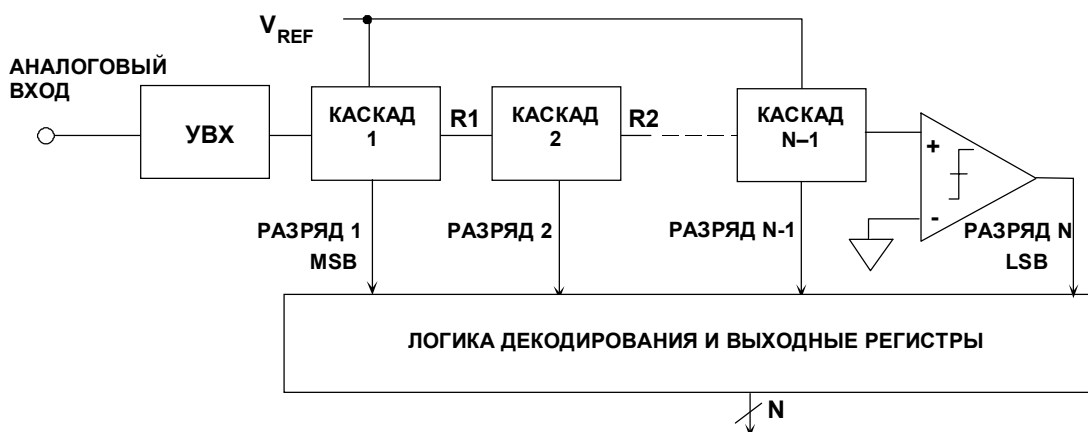 V REF
АНАЛОГОВЫЙ
ВХОД
УВХ
КАСКАД
1
R1
КАСКАД
2
R2
КАСКАД
N–1
+
-
РАЗРЯД 1
MSB
РАЗРЯД 2
РАЗРЯД N-1
РАЗРЯД N
LSB
ЛОГИКА ДЕКОДИРОВАНИЯ И ВЫХОДНЫЕ РЕГИСТРЫ
N